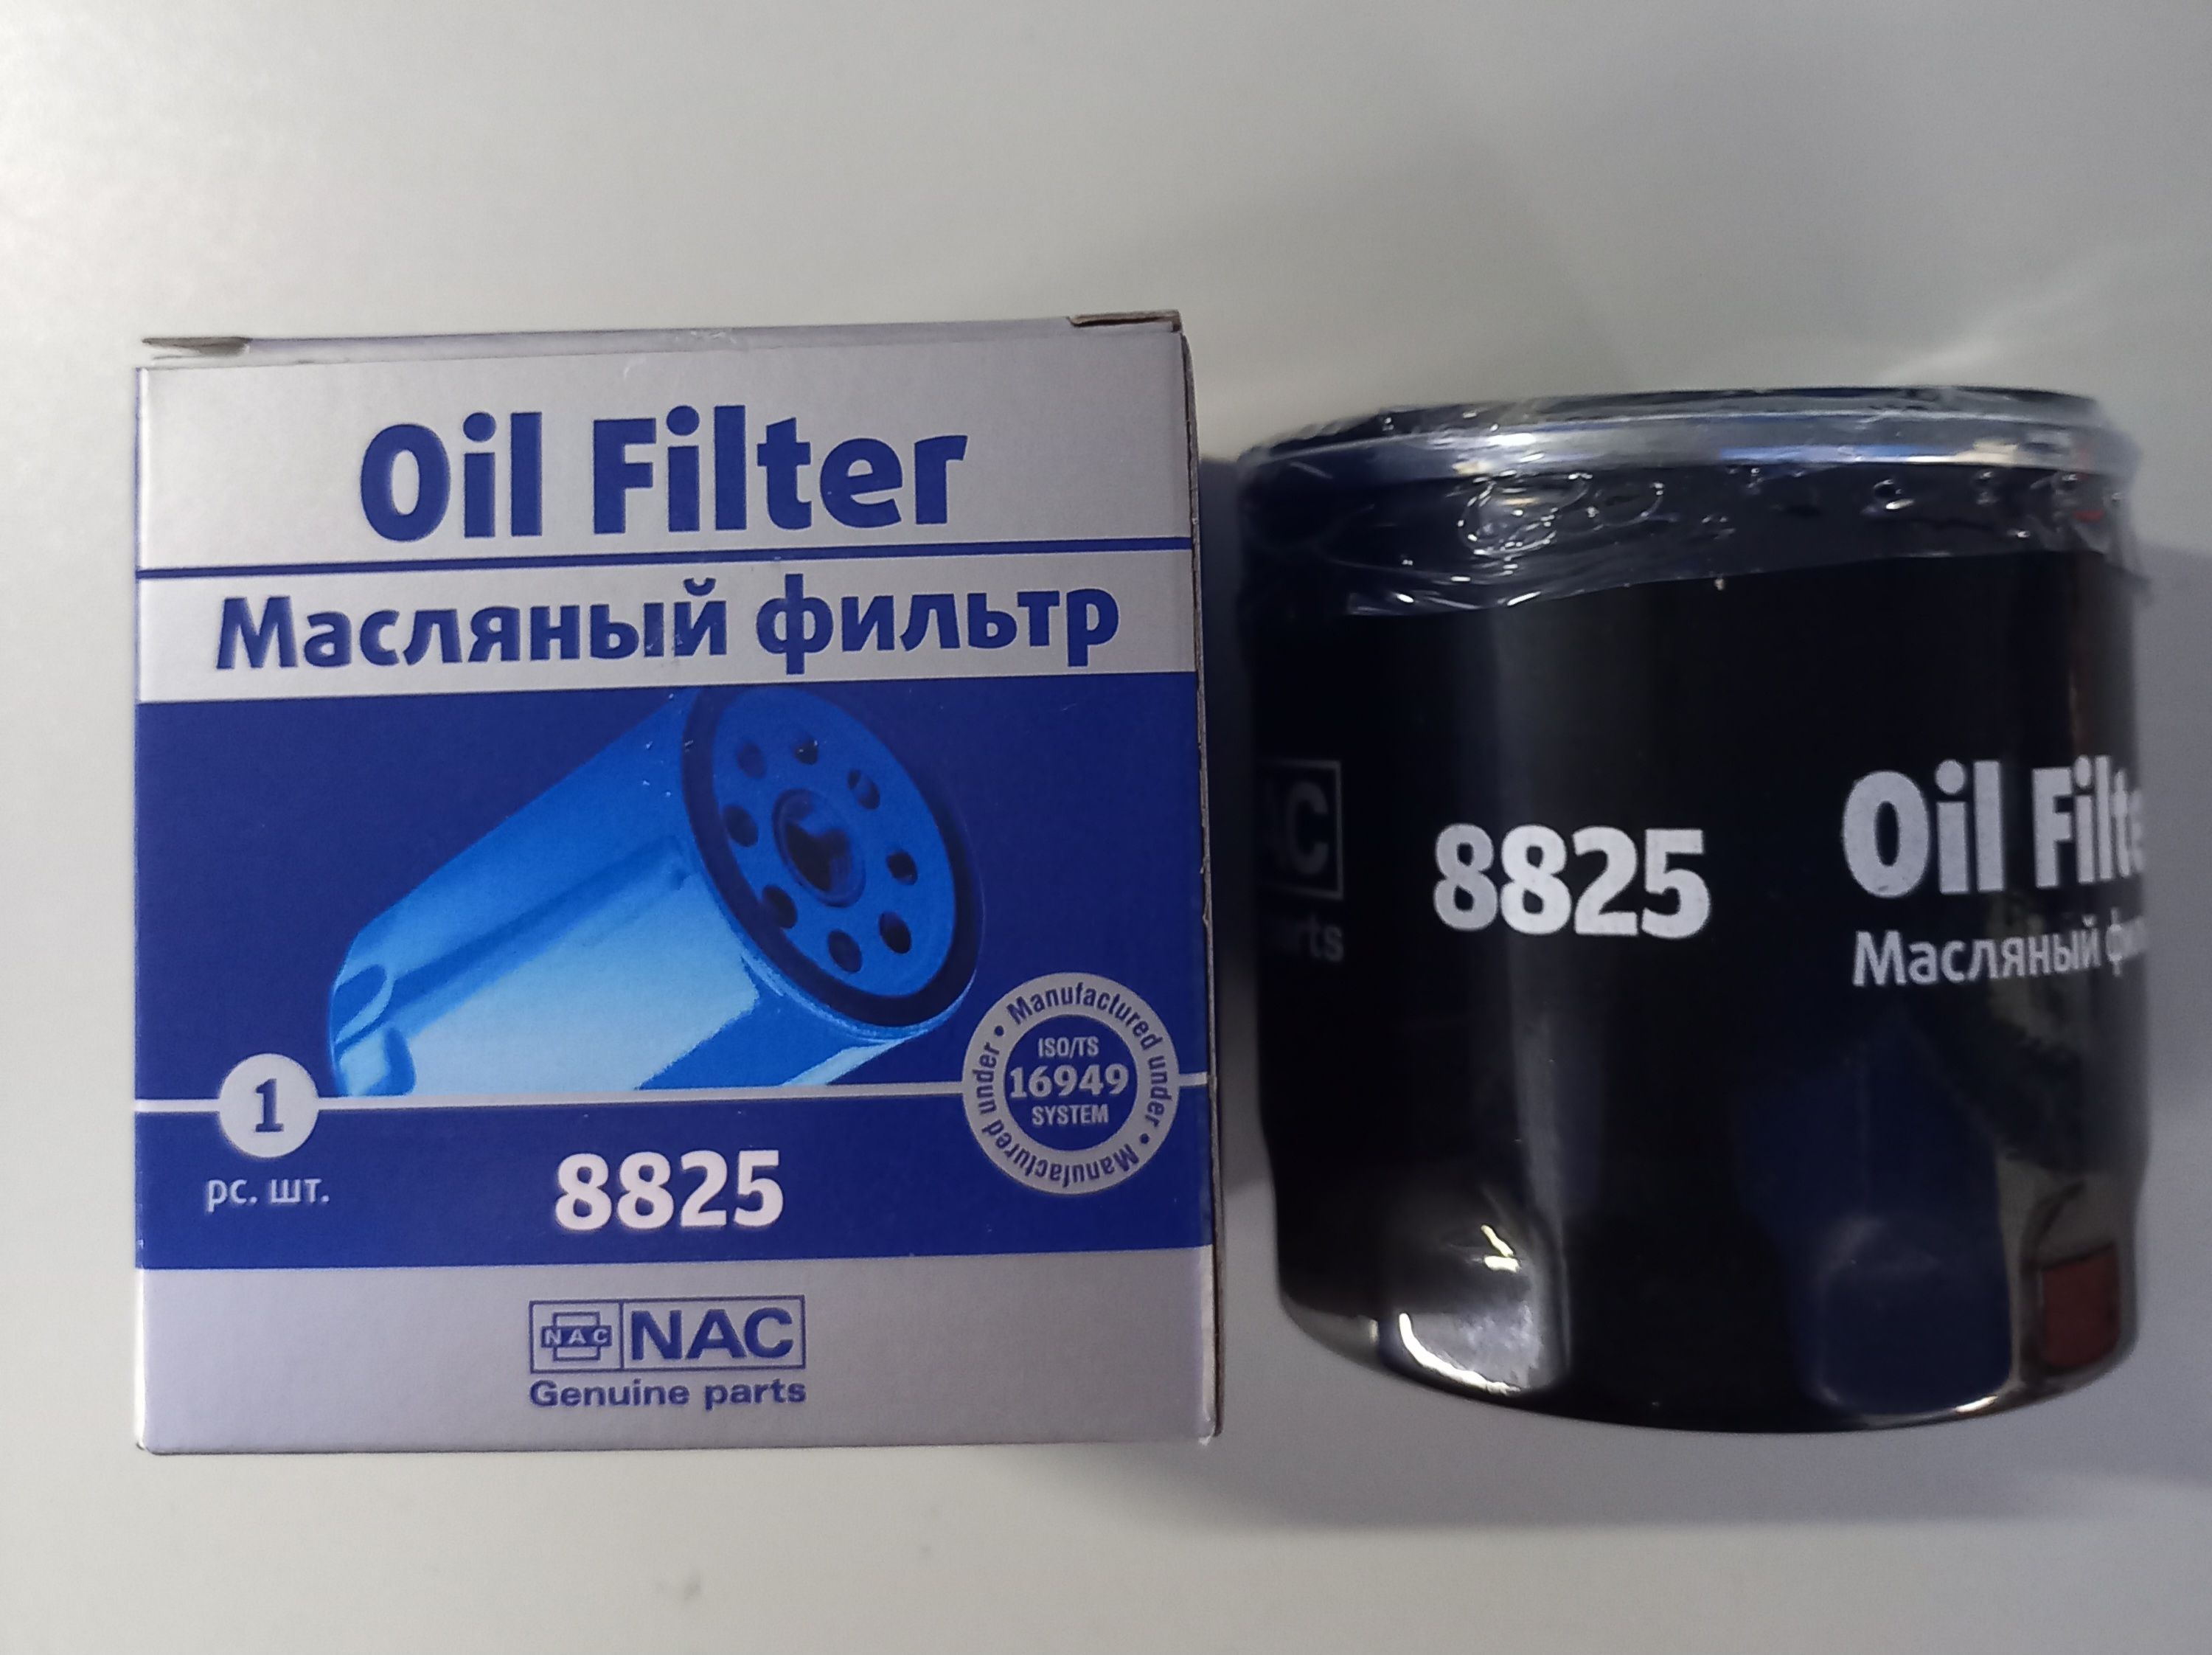 Oil Filter
Масляный фильтр
• Manufactured under • Manufactured under
ISO/TS
16949
SYSTEM
1
pc. шт.
8825
NAC NAC
Genuine parts
8825
Oil Filte
Масляный